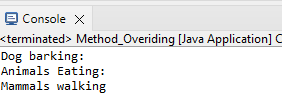 Console
<terminated> Method_Overiding [Java Application] C
Dog barking:
Animals Eating:
Mammals walking